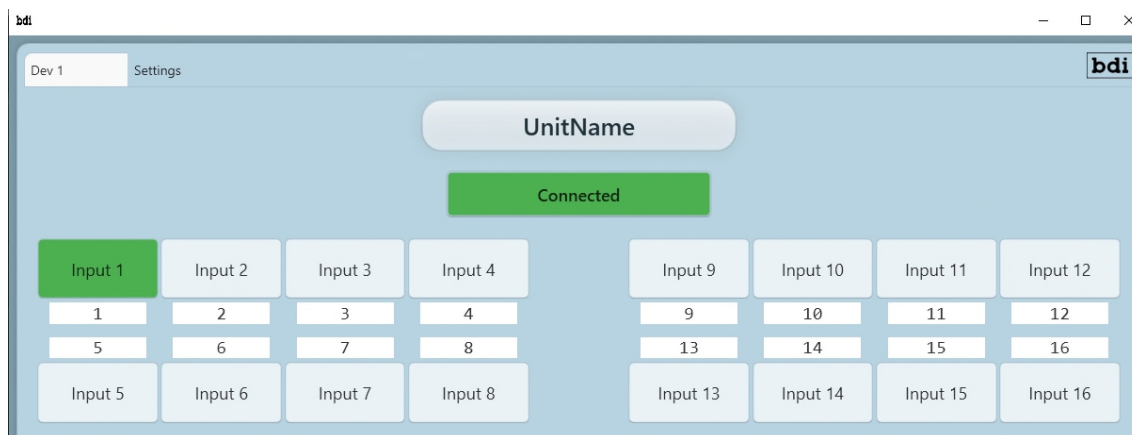 bdi
Dev 1 Settings bdi
UnitName
Connected
Input 1 Input 2 Input 3 Input 4 Input 9 Input 10 Input 11 Input 12
1 2 3 4 9 10 11 12
5 6 7 8 13 14 15 16
Input 5 Input 6 Input 7 Input 8 Input 13 Input 14 Input 15 Input 16